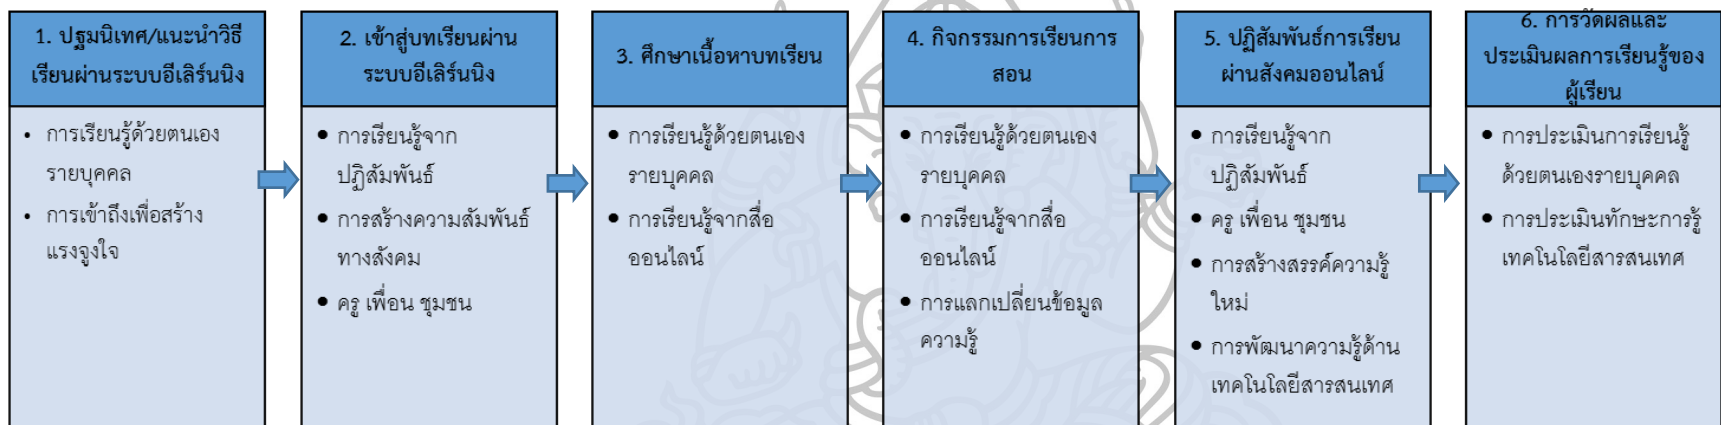 1. ปฐมนิเทศ/แนะนำวิธี
เรียนผ่านระบบอีเลิร์นนิง
• การเรียนรู้ด้วยตนเอง
รายบุคคล
• การเข้าถึงเพื่อสร้าง
แรงจูงใจ
2. เข้าสู่บทเรียนผ่าน
ระบบอีเลิร์นนิง
• การเรียนรู้จาก
ปฏิสัมพันธ์
• การสร้างความสัมพันธ์
ทางสังคม
• ครู เพื่อน ชุมชน
3. ศึกษาเนื้อหาบทเรียน
• การเรียนรู้ด้วยตนเอง
รายบุคคล
• การเรียนรู้จากสื่อ
ออนไลน์
4. กิจกรรมการเรียนการ
สอน
• การเรียนรู้ด้วยตนเอง
รายบุคคล
• การเรียนรู้จากสื่อ
ออนไลน์
• การแลกเปลี่ยนข้อมูล
ความรู้
5. ปฏิสัมพันธ์การเรียน
ผ่านสังคมออนไลน์
• การเรียนรู้จาก
ปฏิสัมพันธ์
• ครู เพื่อน ชุมชน
• การสร้างสรรค์ความรู้
ใหม่
• การพัฒนาความรู้ด้าน
เทคโนโลยีสารสนเทศ
6. การวัดผลและ
ประเมินผลการเรียนรู้ของ
ผู้เรียน
• การประเมินการเรียนรู้
ด้วยตนเองรายบุคคล
• การประเมินทักษะการรู้
เทคโนโลยีสารสนเทศ